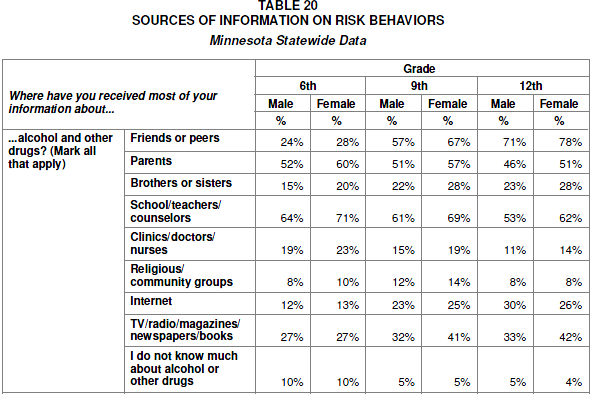 TABLE 20
SOURCES OF INFORMATION ON RISK BEHAVIORS
Minnesota Statewide Data
Where have you received most of your
information about...
Grade
6th 9th 12th
Male Female Male Female Male Female
% % % % % %
...alcohol and other
drugs? (Mark all
that apply)
Friends or peers 24% 28% 57% 67% 71% 78%
Parents 52% 60% 51% 57% 46% 51%
Brothers or sisters 15% 20% 22% 28% 23% 28%
School/teachers/
counselors 64% 71% 61% 69% 53% 62%
Clinics/doctors/
nurses 19% 23% 15% 19% 11% 14%
Religious/
community groups 8% 10% 12% 14% 8% 8%
Internet 12% 13% 23% 25% 30% 26%
TV/radio/magazines/
newspapers/books 27% 27% 32% 41% 33% 42%
I do not know much
about alcohol or
other drugs 10% 10% 5% 5% 5% 4%